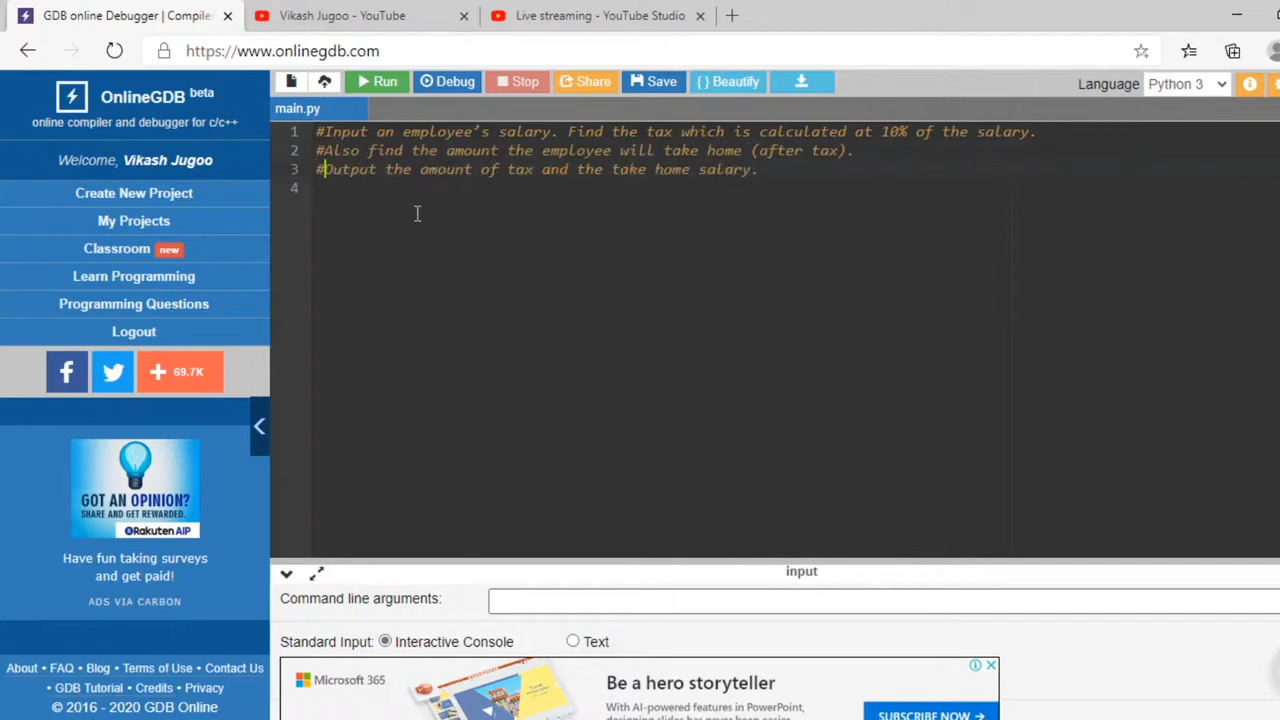 GDB online Debugger | Compile
Vikash Jugoo - YouTube
Live streaming - YouTube Studio
https://www.onlinegdb.com
OnlineGDB beta
online compiler and debugger for c/c++
Welcome, Vikash Jugoo
Create New Project
My Projects
Classroom new
Learn Programming
Programming Questions
Logout
69.7K
GOT AN OPINION?
SHARE AND GET REWARDED.
Rakuten AIP
Have fun taking surveys
and get paid!
ADS VIA CARBON
About • FAQ • Blog • Terms of Use • Contact Us
• GDB Tutorial • Credits • Privacy
© 2016 - 2020 GDB Online
Run Debug Stop Share Save { } Beautify
Language Python 3
main.py
1 #Input an employee's salary. Find the tax which is calculated at 10% of the salary.
2 #Also find the amount the employee will take home (after tax).
3 #Output the amount of tax and the take home salary.
4
input
Command line arguments:
Standard Input: Interactive Console Text
Microsoft 365
Be a hero storyteller
With AI-powered features in PowerPoint,
designing slides has never been easier.
SUBSCRIBE NOW →